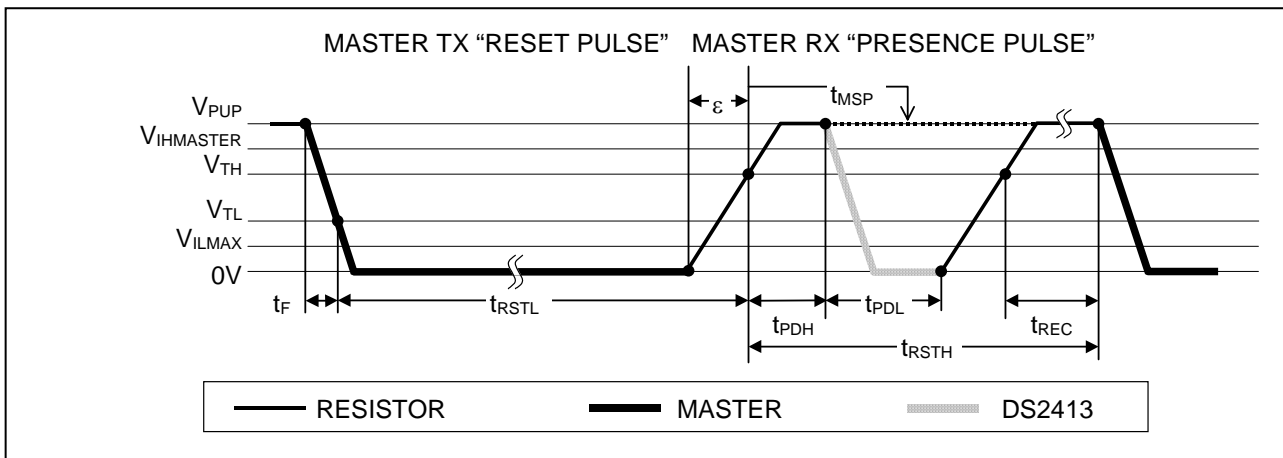 MASTER TX “RESET PULSE” MASTER RX “PRESENCE PULSE”
ε tMSP
VPUP
VIHMASTER
VTH
VTL
VILMAX
0V
tF tRSTL tPDH tPDL tREC
tRSTH
RESISTOR MASTER DS2413